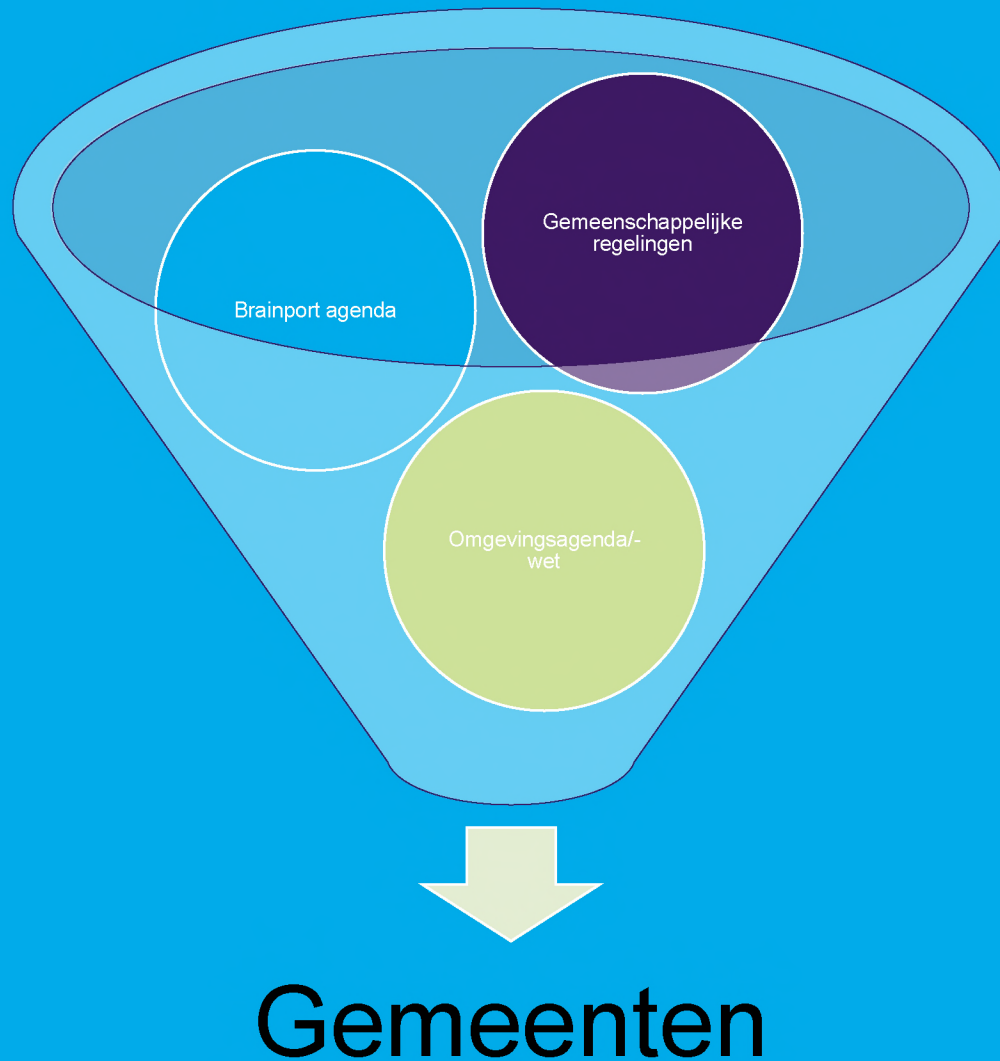 Gemeenschappelijke
regelingen
Brainport agenda
Omgevingsagenda/-
wet
Gemeenten